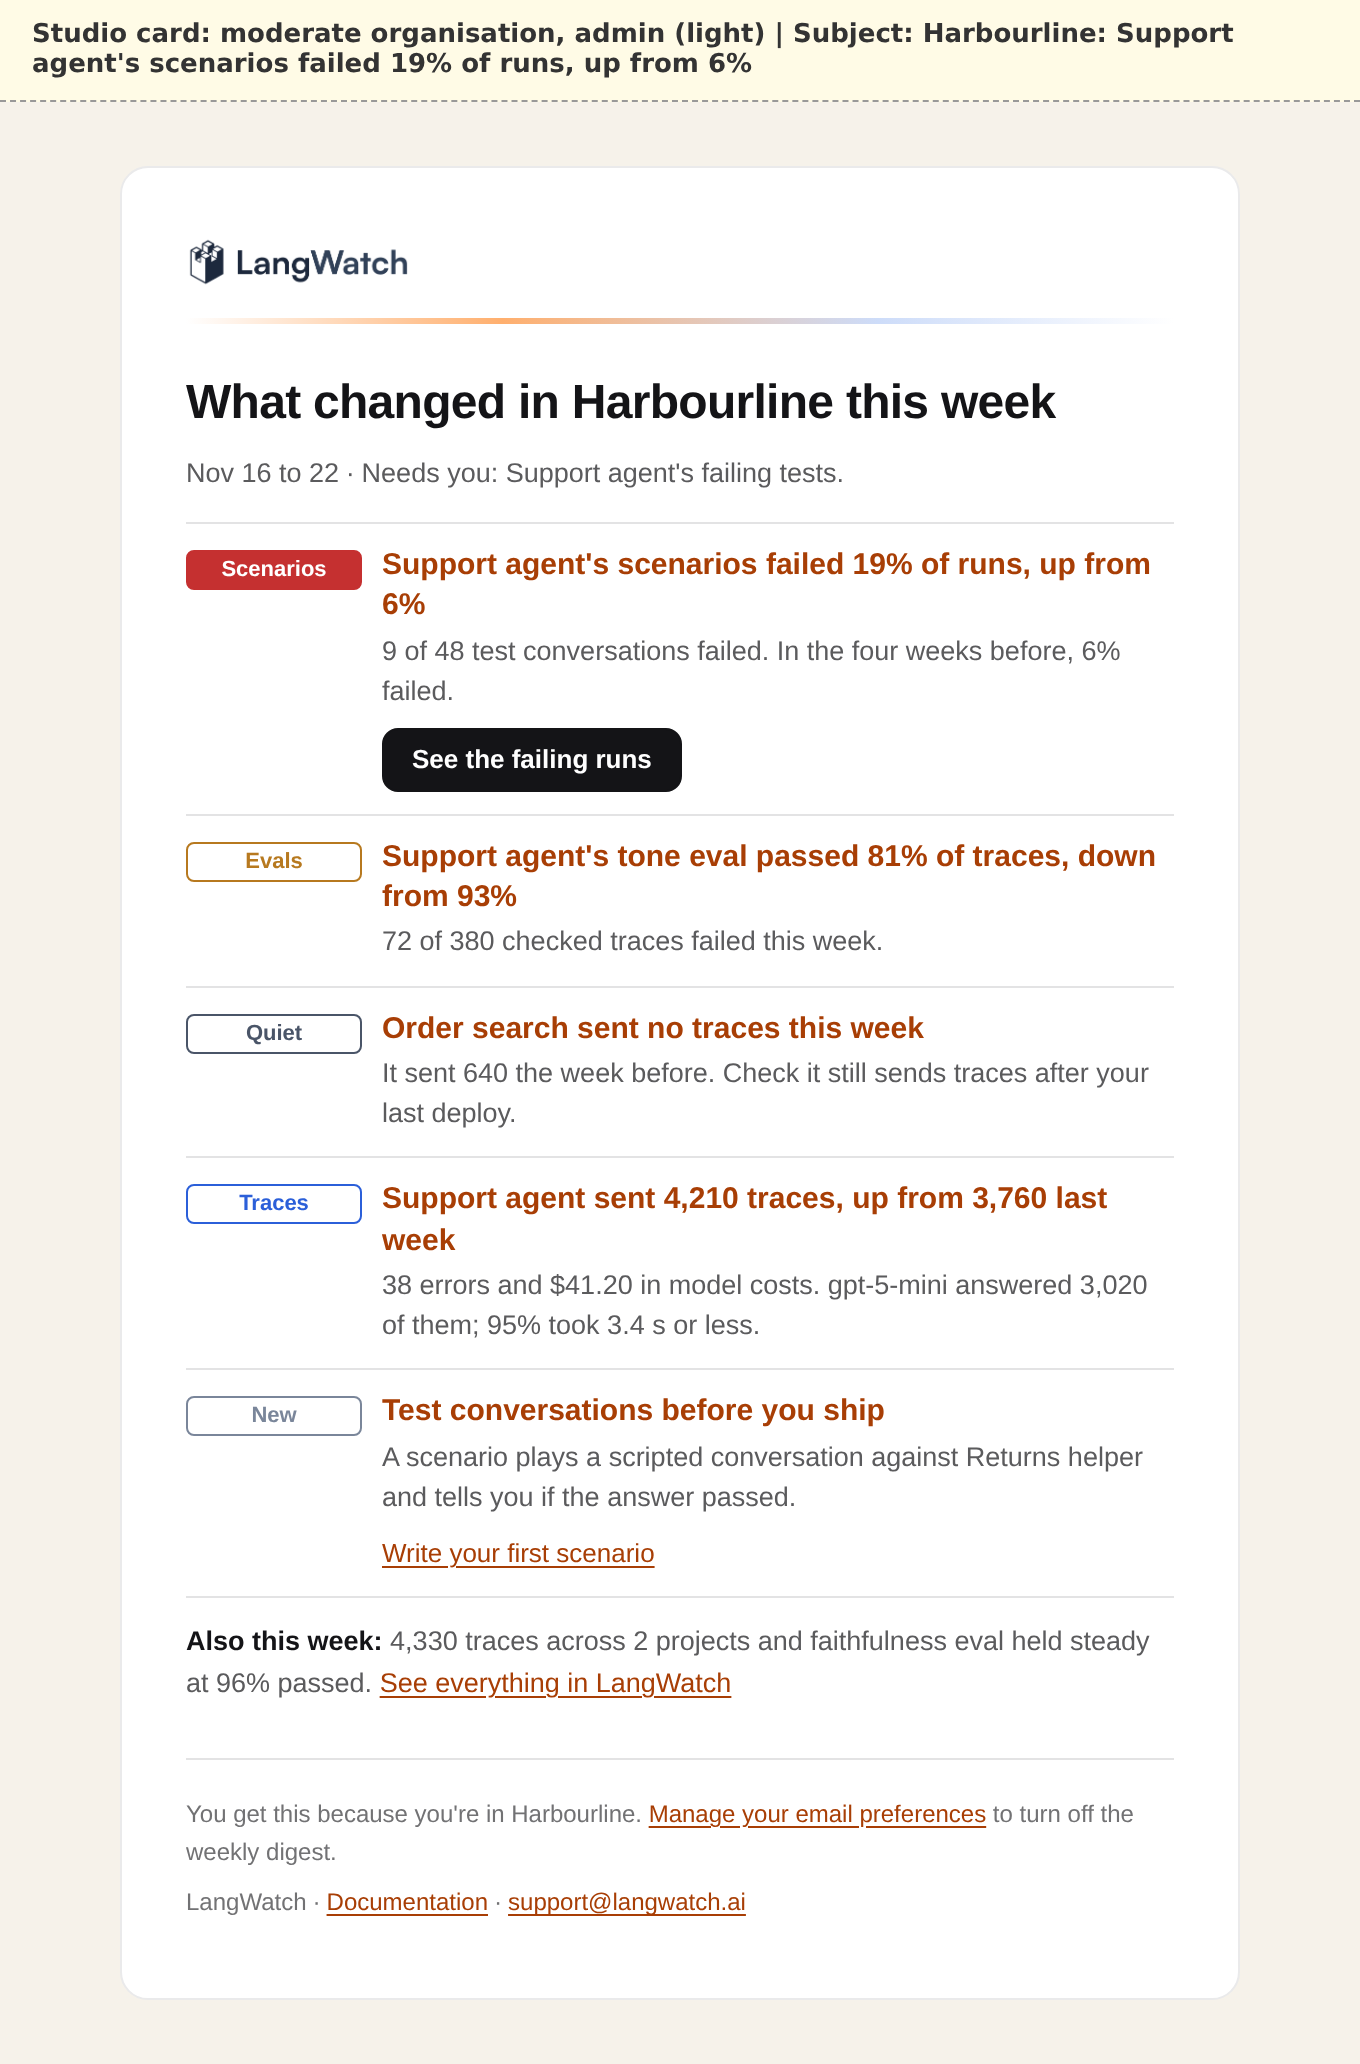 Studio card: moderate organisation, admin (light) | Subject: Harbourline: Support
agent's scenarios failed 19% of runs, up from 6%
LangWatch
What changed in Harbourline this week
Nov 16 to 22 · Needs you: Support agent's failing tests.
Scenarios
Support agent's scenarios failed 19% of runs, up from
6%
9 of 48 test conversations failed. In the four weeks before, 6%
failed.
See the failing runs
Evals
Support agent's tone eval passed 81% of traces, down
from 93%
72 of 380 checked traces failed this week.
Quiet
Order search sent no traces this week
It sent 640 the week before. Check it still sends traces after your
last deploy.
Traces
Support agent sent 4,210 traces, up from 3,760 last
week
38 errors and $41.20 in model costs. gpt-5-mini answered 3,020
of them; 95% took 3.4 s or less.
New
Test conversations before you ship
A scenario plays a scripted conversation against Returns helper
and tells you if the answer passed.
Write your first scenario
Also this week: 4,330 traces across 2 projects and faithfulness eval held steady
at 96% passed. See everything in LangWatch
You get this because you're in Harbourline. Manage your email preferences to turn off the
weekly digest.
LangWatch · Documentation · support@langwatch.ai